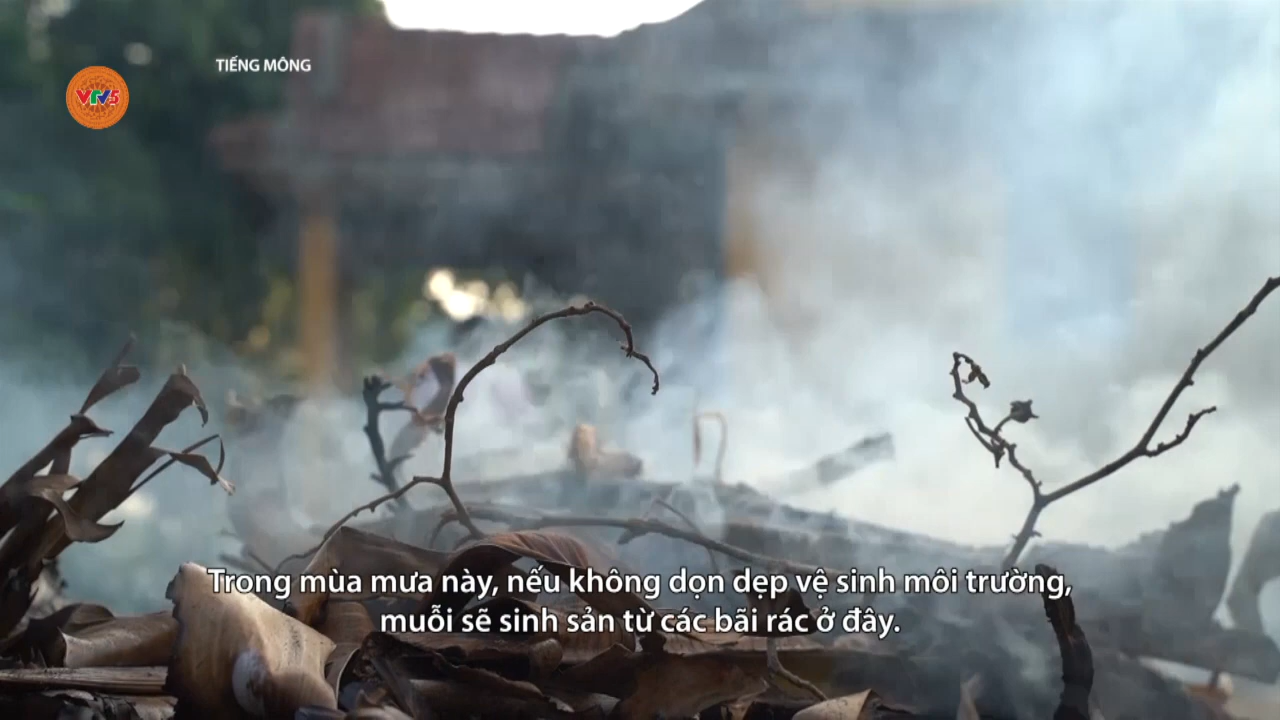 TIẾNG MÔNG
VTV5
Trong mùa mưa này, nếu không dọn dẹp vệ sinh môi trường,
muỗi sẽ sinh sản từ các bãi rác ở đây.